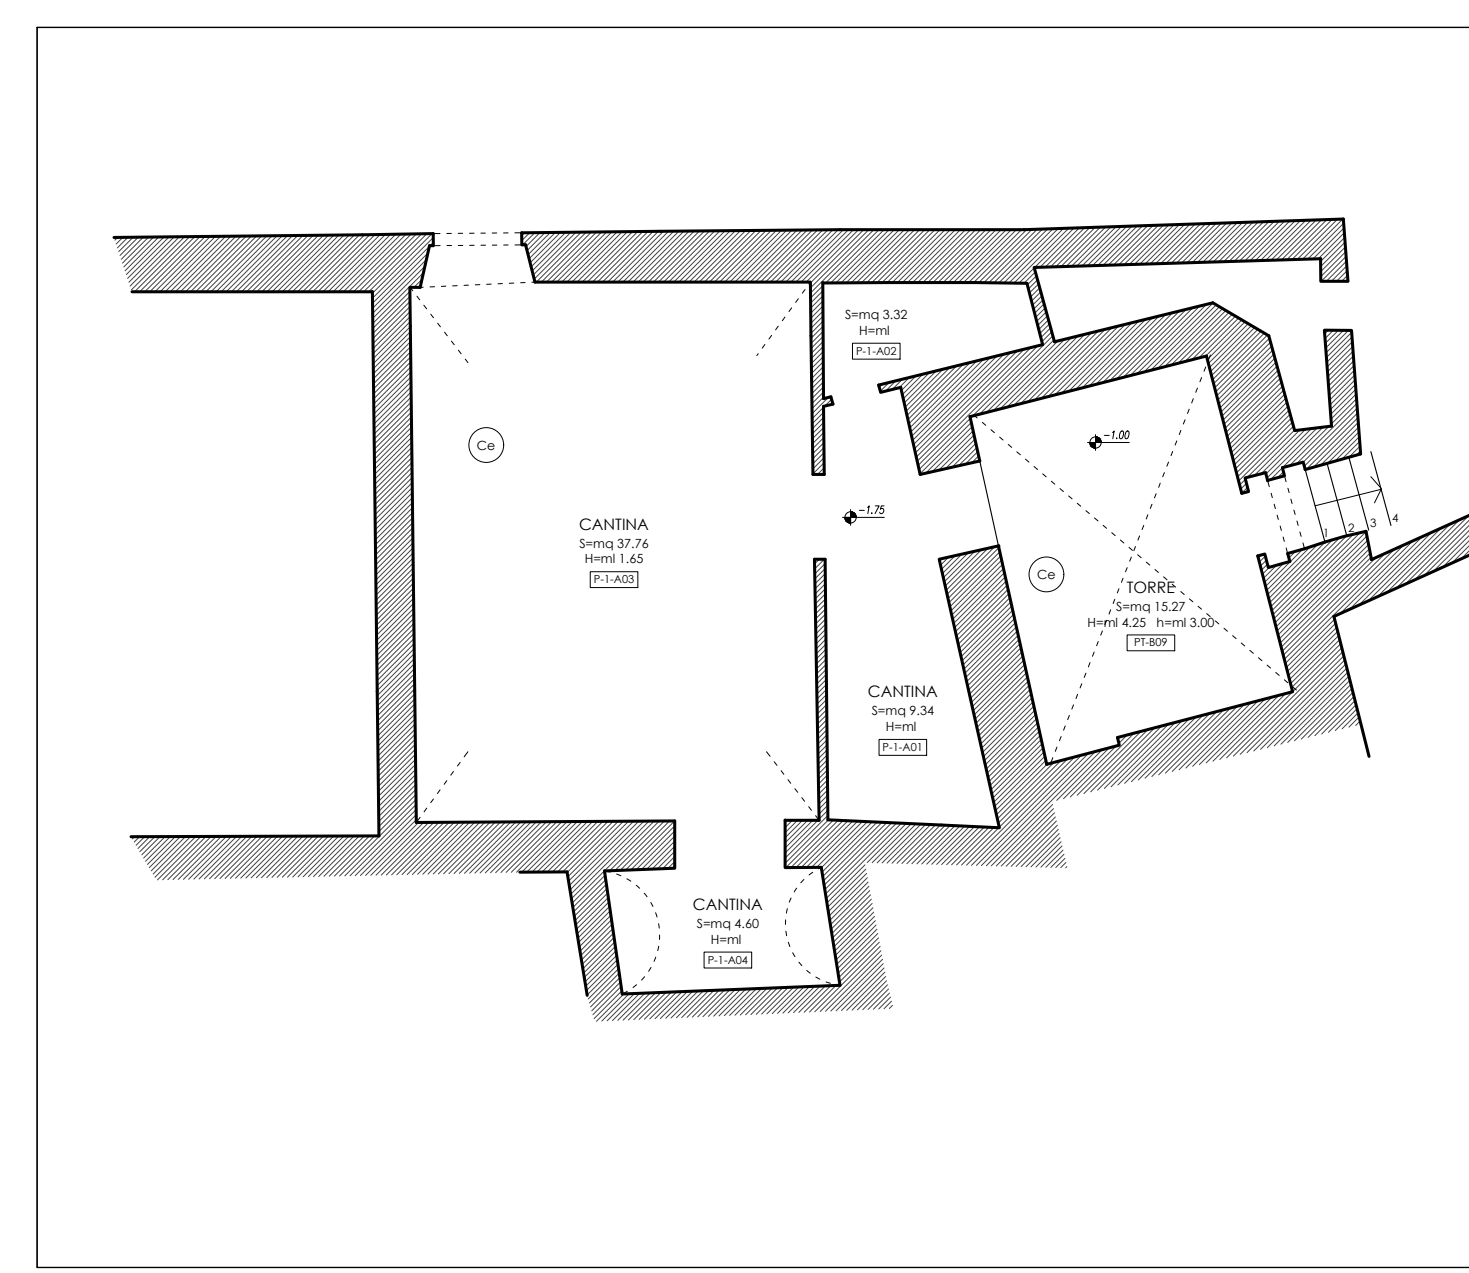 S=mq 3.32
H=ml
P-1-A02
Ce
-1.00
-1.75
CANTINA
S=mq 37.76
H=ml 1.65
P-1-A03
1
2
3
4
Ce
TORRE
S=mq 15.27
H=ml 4.25 h=ml 3.00
PT-B09
CANTINA
S=mq 9.34
H=ml
P-1-A01
CANTINA
S=mq 4.60
H=ml
P-1-A04